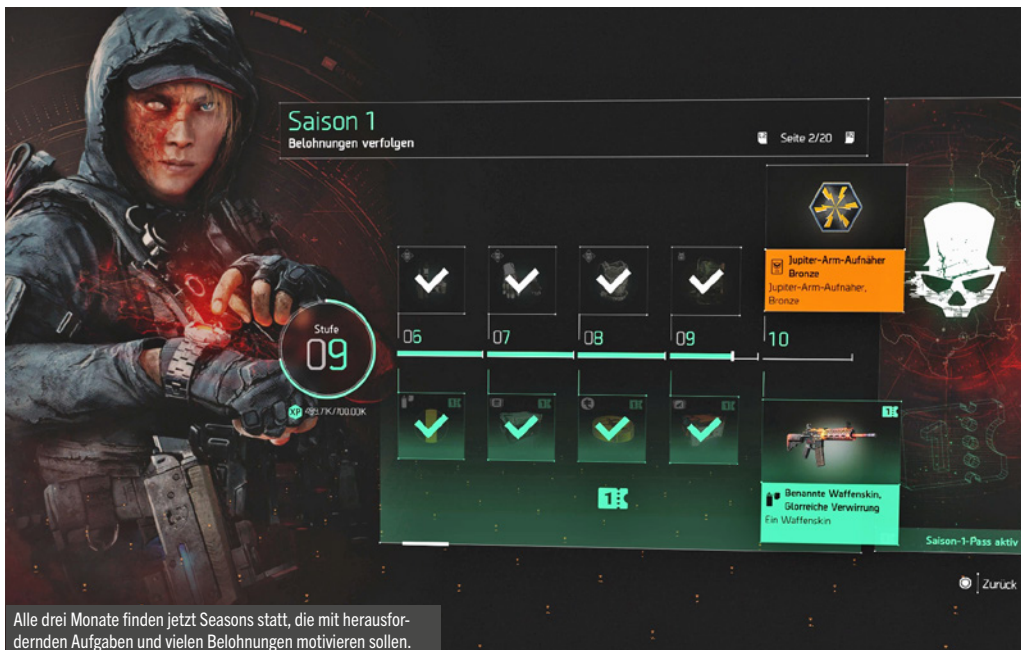 Saison 1
Belohnungen verfolgen
Seite 2/20
Jupiter-Arm-Aufnäher
Bronze
Jupiter-Arm-Aufnäher,
Bronze
Stufe
09
06
07
08
09
10
XP
1
Benannte Waffenskin,
Glorreiche Verwirrung
Ein Waffenskin
Saison-1-Pass aktiv
Zurück
Alle drei Monate finden jetzt Seasons statt, die mit herausfor-
dernden Aufgaben und vielen Belohnungen motivieren sollen.